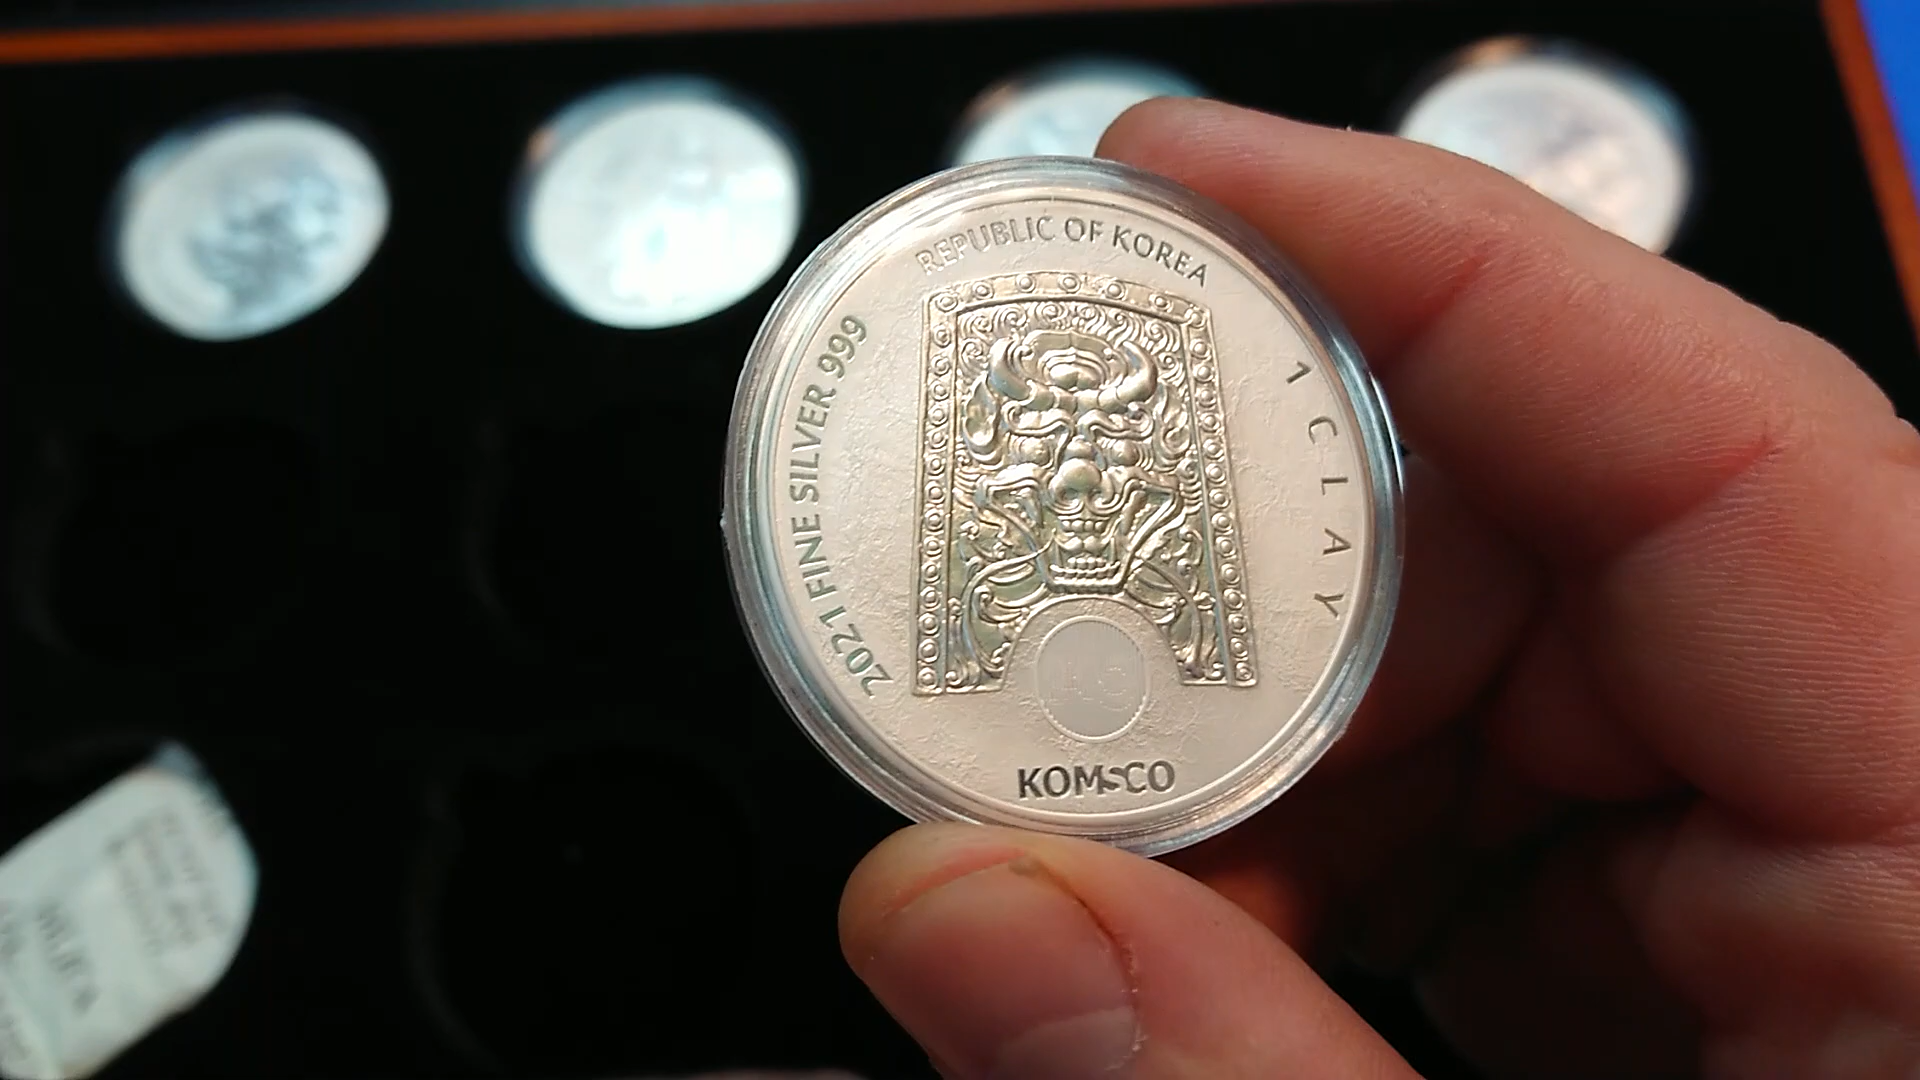 REPUBLIC OF KOREA
2021 FINE SILVER 999
1 CLAY
KOMSCO